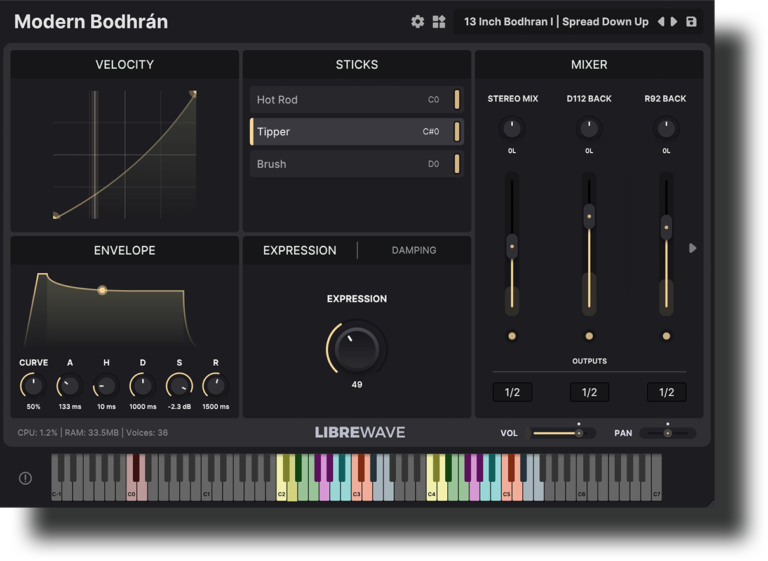 Modern Bodhrán
13 Inch Bodhran I | Spread Down Up
VELOCITY
STICKS
Hot Rod C0
Tipper C#0
Brush D0
MIXER
STEREO MIX D112 BACK R92 BACK
0L 0L 0L
OUTPUTS
1/2 1/2 1/2
ENVELOPE
CURVE A H D S R
50% 133 ms 10 ms 1000 ms -2.3 dB 1500 ms
EXPRESSION DAMPING
EXPRESSION
49
CPU: 1.2% | RAM: 33.5MB | Voices: 36
LIBREWAVE
VOL PAN
C-1 C0 C1 C2 C3 C4 C5 C6 C7